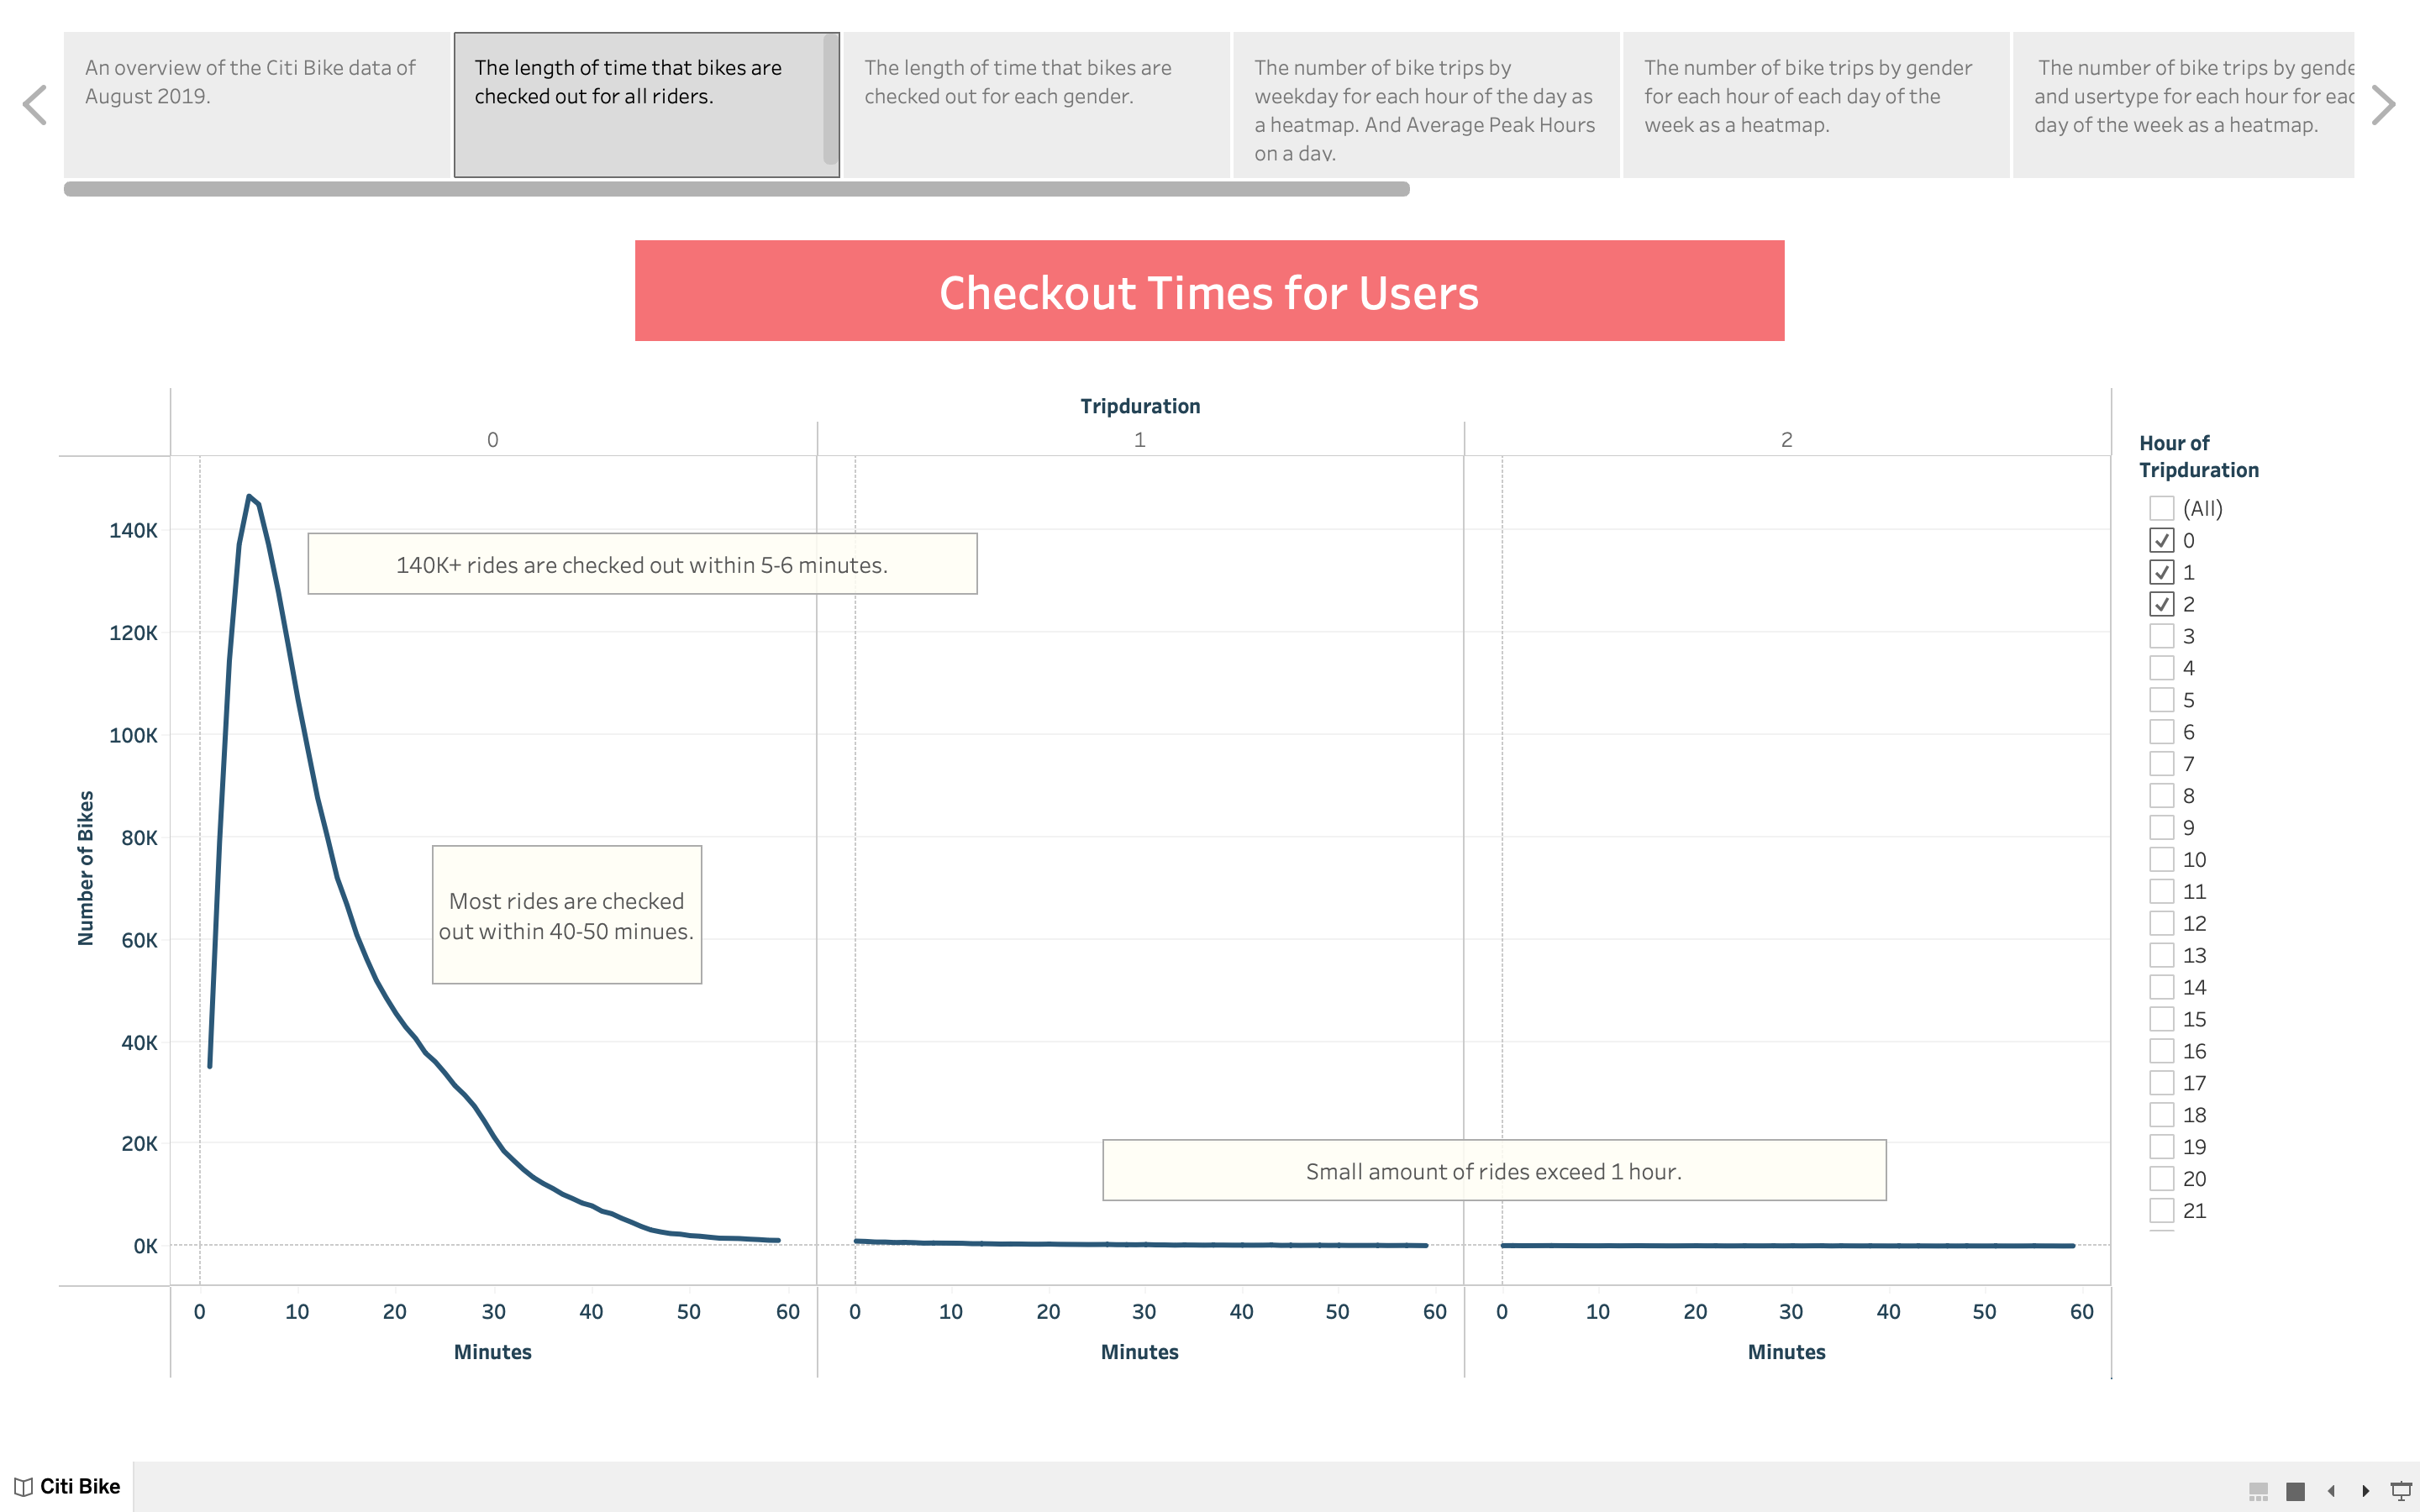 An overview of the Citi Bike data of
August 2019.
The length of time that bikes are
checked out for all riders.
The length of time that bikes are
checked out for each gender.
The number of bike trips by
weekday for each hour of the day as
a heatmap. And Average Peak Hours
on a day.
The number of bike trips by gender
for each hour of each day of the
week as a heatmap.
The number of bike trips by gende
and usertype for each hour for eac
day of the week as a heatmap.
Checkout Times for Users
Tripduration
0 1 2
140K
120K
100K
80K
60K
40K
20K
0K
Number of Bikes
140K+ rides are checked out within 5-6 minutes.
Most rides are checked
out within 40-50 minues.
Small amount of rides exceed 1 hour.
0 10 20 30 40 50 60 0 10 20 30 40 50 60 0 10 20 30 40 50 60
Minutes Minutes Minutes
Hour of
Tripduration
(All)
0
1
2
3
4
5
6
7
8
9
10
11
12
13
14
15
16
17
18
19
20
21
Citi Bike